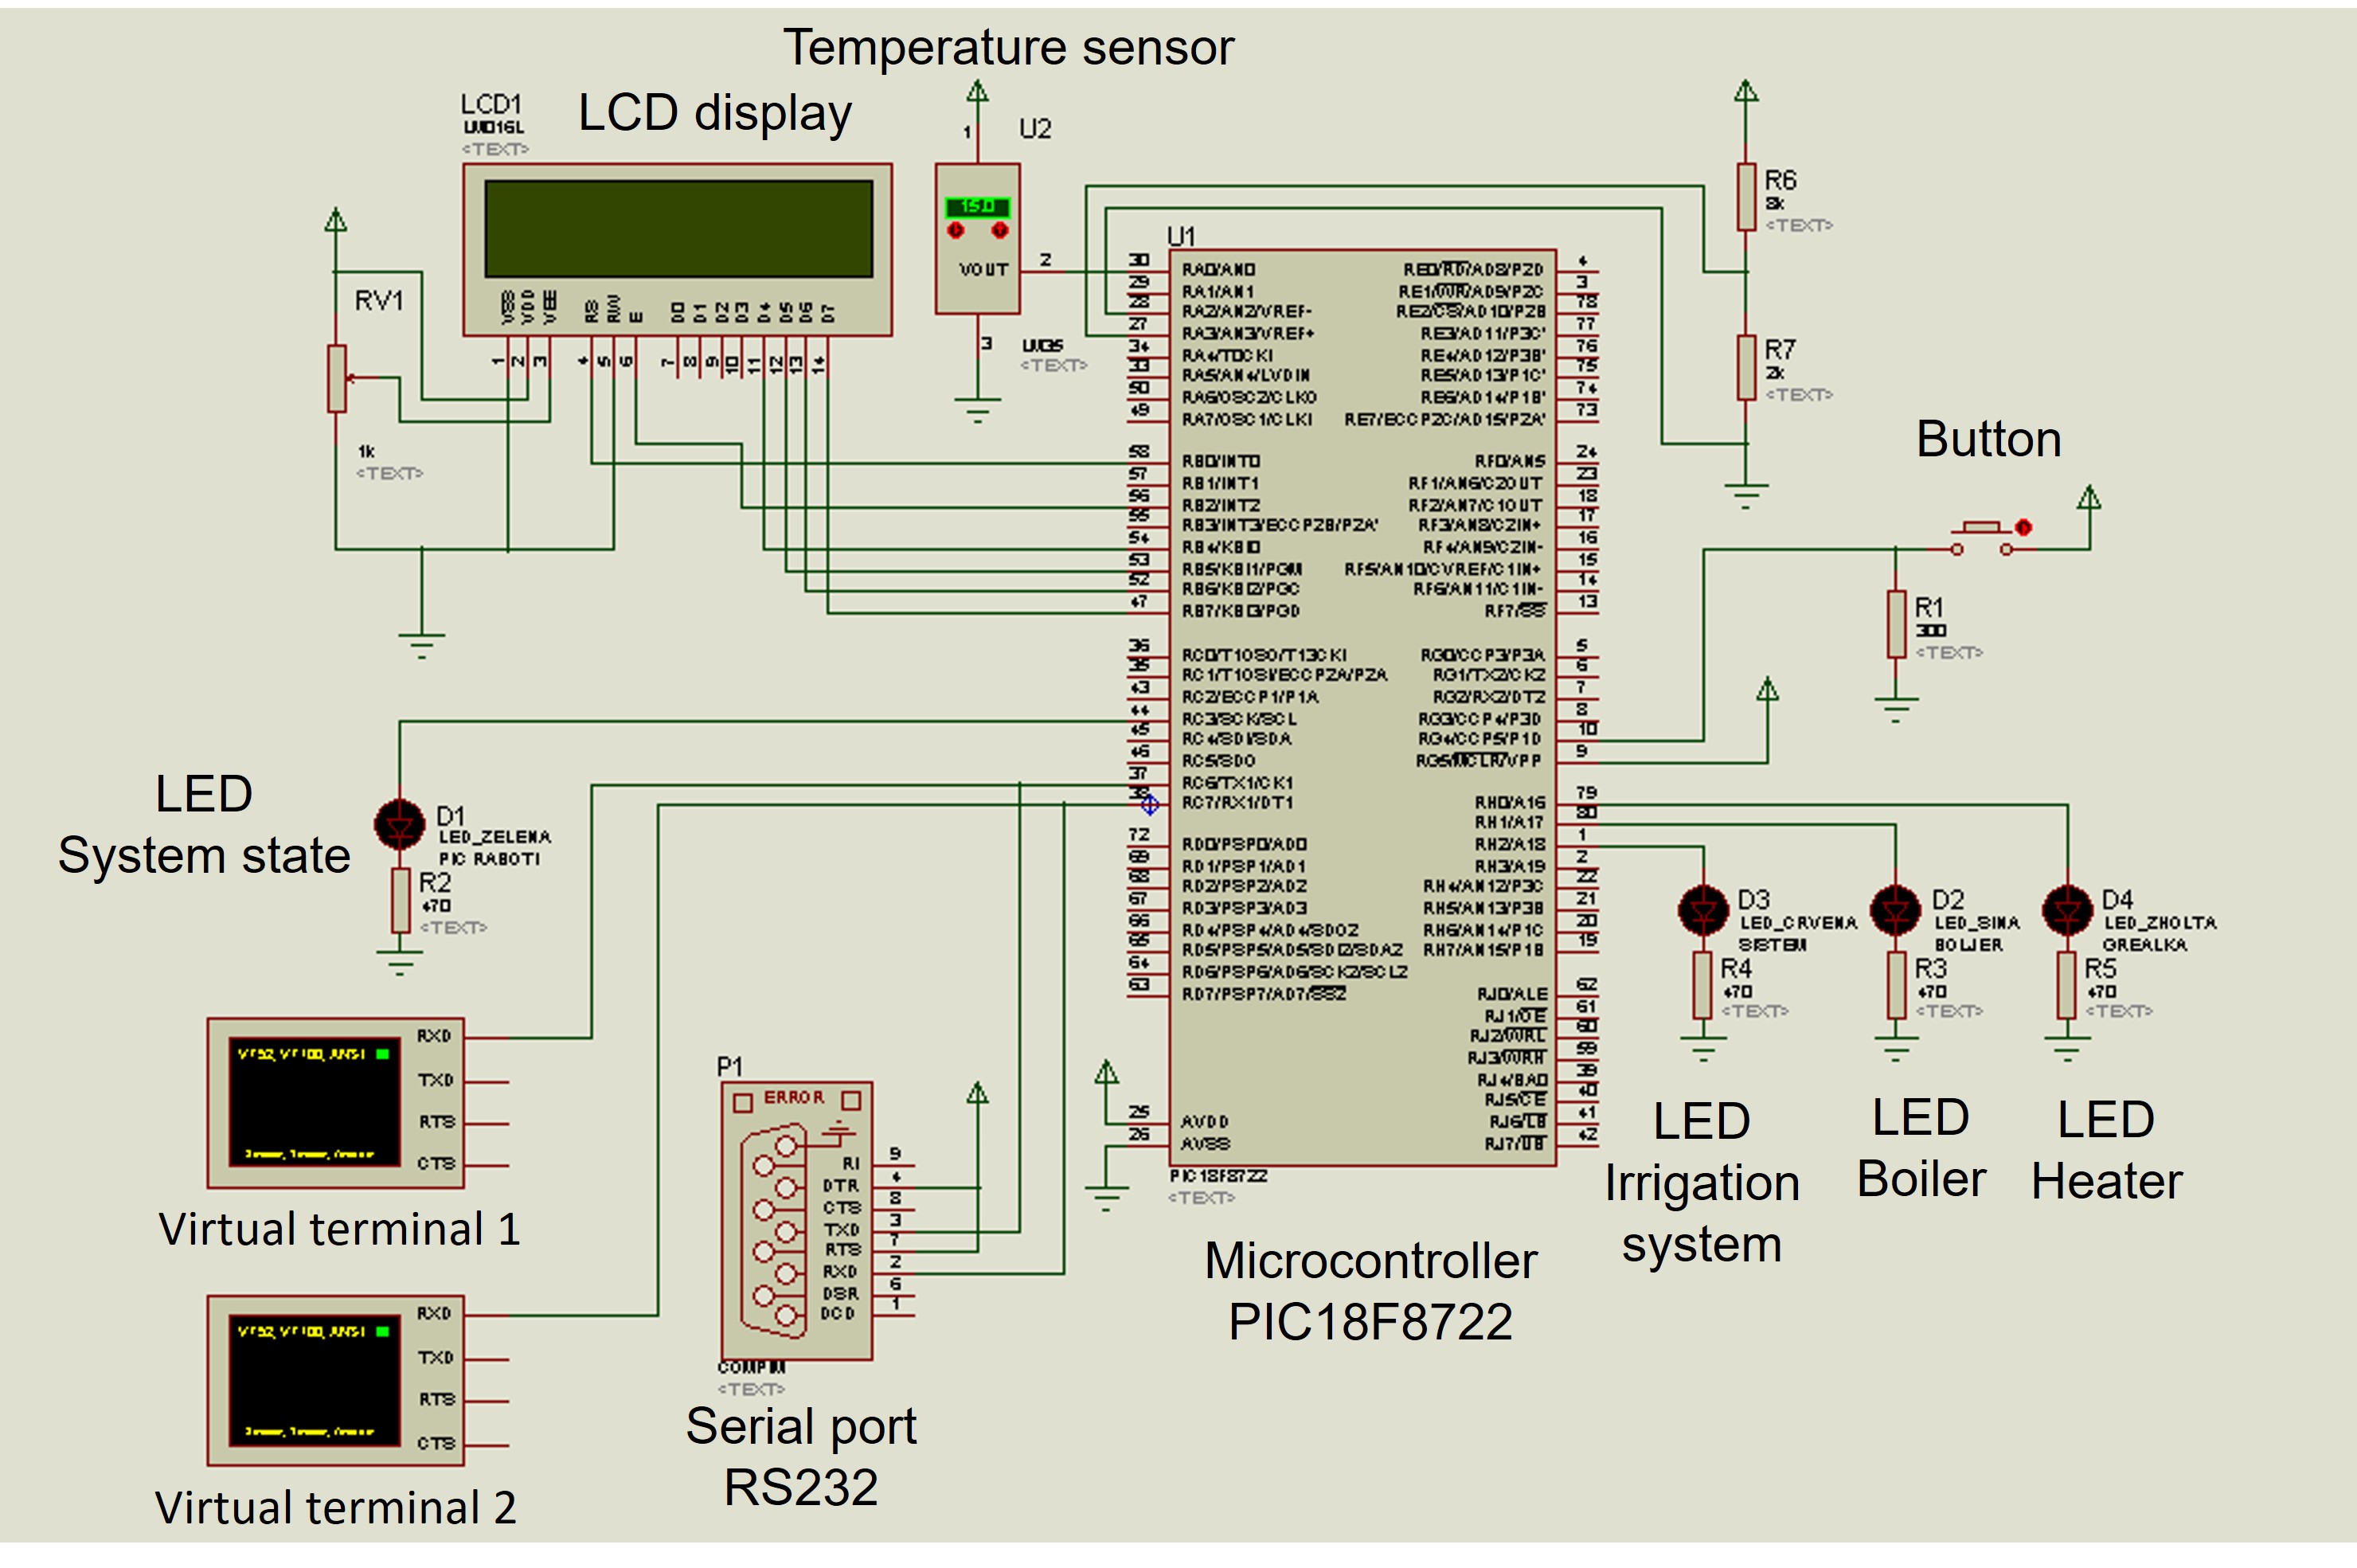 Temperature sensor
LCD1
LM016L
<TEXT>
LCD display
U2
1
15.0
VOUT
2
3
LM35
<TEXT>
RV1
1k
<TEXT>
VSS
VDD
VEE
RS
RW
E
D0
D1
D2
D3
D4
D5
D6
D7
1
2
3
4
5
6
7
8
9
10
11
12
13
14
R6
8k
<TEXT>
R7
2k
<TEXT>
Button
R1
300
<TEXT>
U1
30 RA0/AN0
29 RA1/AN1
28 RA2/AN2/VREF-
27 RA3/AN3/VREF+
34 RA4/T0CKI
33 RA5/AN4/LVDIN
50 RA6/OSC2/CLKO
49 RA7/OSC1/CLKI
58 RB0/INT0
57 RB1/INT1
56 RB2/INT2
55 RB3/INT3/ECCP2B/P2A'
54 RB4/KBI0
53 RB5/KBI1/PGM
52 RB6/KBI2/PGC
47 RB7/KBI3/PGD
36 RC0/T1OSO/T13CKI
35 RC1/T1OSI/ECCP2A/P2A
43 RC2/ECCP1/P1A
44 RC3/SCK/SCL
45 RC4/SDI/SDA
46 RC5/SDO
37 RC6/TX1/CK1
38 RC7/RX1/DT1
72 RD0/PSP0/AD0
69 RD1/PSP1/AD1
68 RD2/PSP2/AD2
67 RD3/PSP3/AD3
66 RD4/PSP4/AD4/SDO2
65 RD5/PSP5/AD5/SDI2/SDA2
64 RD6/PSP6/AD6/SCK2/SCL2
63 RD7/PSP7/AD7/SS2
25 AVDD
26 AVSS
RE0/RD/AD8/P2D 4
RE1/WR/AD9/P2C 3
RE2/CS/AD10/P2B 78
RE3/AD11/P3C' 77
RE4/AD12/P3B' 76
RE5/AD13/P1C' 75
RE6/AD14/P1B' 74
RE7/ECCP2C/AD15/P2A' 73
RF0/AN5 24
RF1/AN6/C2OUT 23
RF2/AN7/C1OUT 18
RF3/AN8/C2IN+ 17
RF4/AN9/C2IN- 16
RF5/AN10/CVREF/C1IN+ 15
RF6/AN11/C1IN- 14
RF7/SS 13
RG0/CCP3/P3A 5
RG1/TX2/CK2 6
RG2/RX2/DT2 7
RG3/CCP4/P3D 8
RG4/CCP5/P1D 10
RG5/MCLR/VPP 9
RH0/A16 79
RH1/A17 80
RH2/A18 1
RH3/A19 2
RH4/AN12/P3C 22
RH5/AN13/P3B 21
RH6/AN14/P1C 20
RH7/AN15/P1B 19
RJ0/ALE 62
RJ1/OE 61
RJ2/WRL 60
RJ3/WRH 59
RJ4/BA0 39
RJ5/CE 40
RJ6/LB 41
RJ7/UB 42
PIC18F8722
<TEXT>
Microcontroller
PIC18F8722
LED
System state
D1
LED_ZELENA
PIC RABOTI
R2
470
<TEXT>
D3
LED_CRVENA
SISTEM
R4
470
<TEXT>
D2
LED_SINA
BOLJER
R3
470
<TEXT>
D4
LED_ZHOLTA
GREALKA
R5
470
<TEXT>
LED
Irrigation
system
LED
Boiler
LED
Heater
VT52, VT100, ANSI
RXD
TXD
RTS
CTS
Virtual terminal 1
VT52, VT100, ANSI
RXD
TXD
RTS
CTS
Virtual terminal 2
P1
ERROR
RI 9
DTR 4
CTS 8
TXD 3
RTS 7
RXD 2
DSR 6
DCD 1
COMPIM
<TEXT>
Serial port
RS232